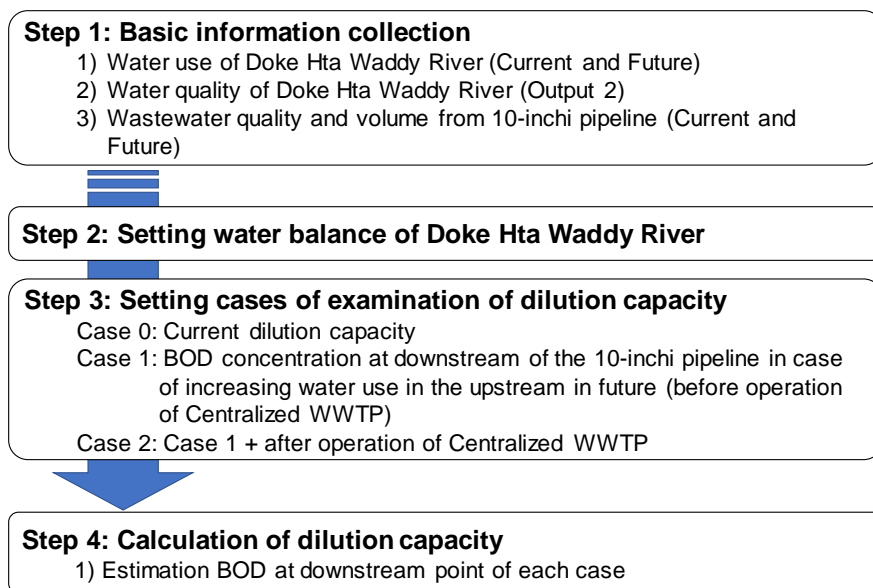 Step 1: Basic information collection
1) Water use of Doke Hta Waddy River (Current and Future)
2) Water quality of Doke Hta Waddy River (Output 2)
3) Wastewater quality and volume from 10-inchi pipeline (Current and
Future)
Step 2: Setting water balance of Doke Hta Waddy River
Step 3: Setting cases of examination of dilution capacity
Case 0: Current dilution capacity
Case 1: BOD concentration at downstream of the 10-inchi pipeline in case
of increasing water use in the upstream in future (before operation
of Centralized WWTP)
Case 2: Case 1 + after operation of Centralized WWTP
Step 4: Calculation of dilution capacity
1) Estimation BOD at downstream point of each case